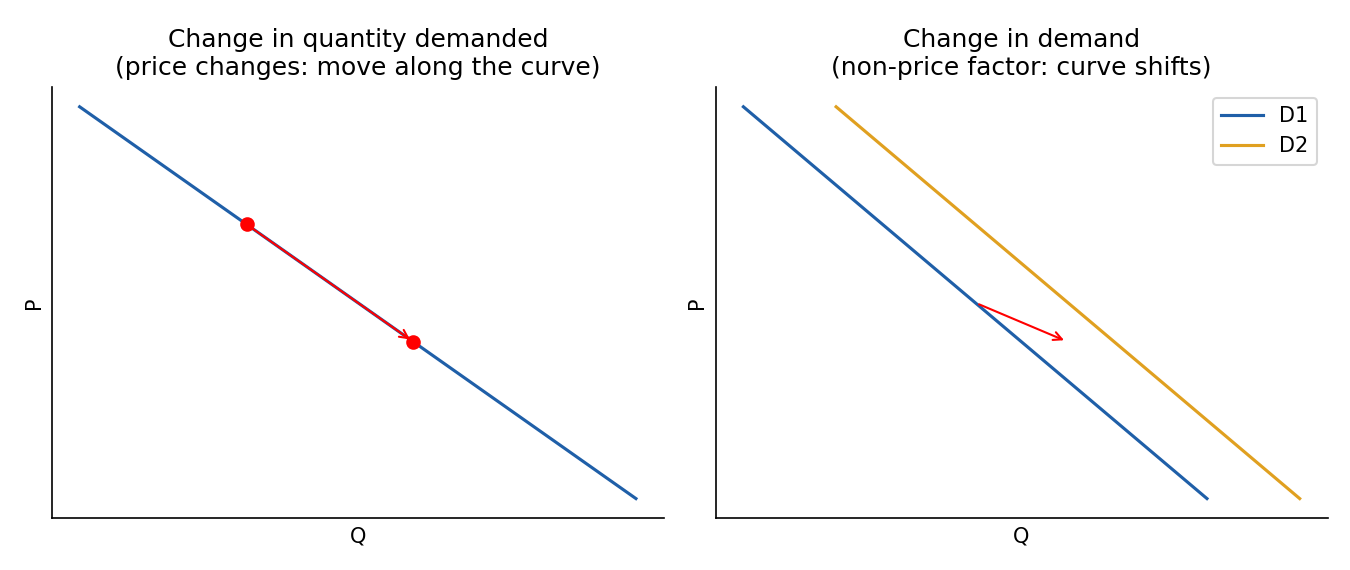 Change in quantity demanded
(price changes: move along the curve)
P
Q
Change in demand
(non-price factor: curve shifts)
D1
D2
P
Q